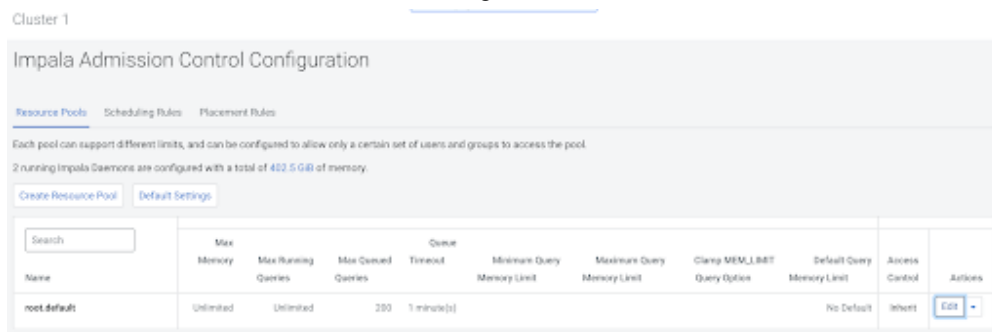 Cluster 1
Impala Admission Control Configuration
Resource Pools Scheduling Rules Placement Rules
Each pool can support different limits, and can be configured to allow only a certain set of users and groups to access the pool.
2 running Impala Daemons are configured with a total of 402.5 GiB of memory.
Create Resource Pool Default Settings
Search
Name Max Memory Max Running Queries Max Queued Queries Queue Timeout Minimum Query Memory Limit Maximum Query Memory Limit Clamp MEM_LIMIT Query Option Default Query Memory Limit Access Control Actions
root.default Unlimited Unlimited 200 1 minute(s) No Default Inherit Edit